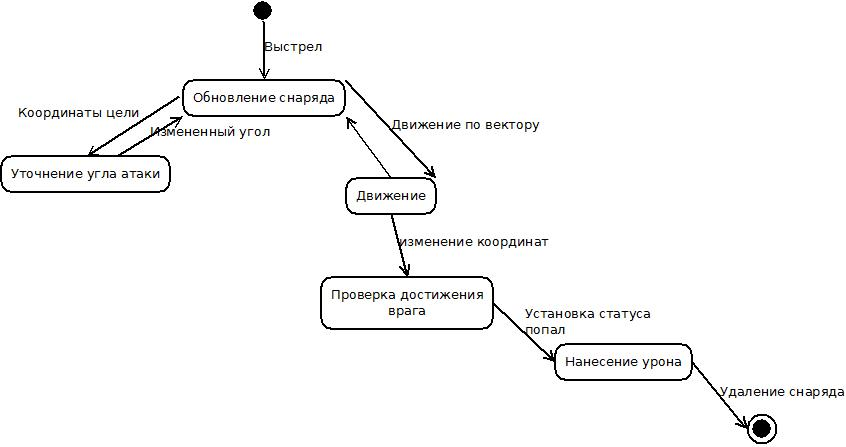 Выстрел
Обновление снаряда
Координаты цели
Измененный угол
Движение по вектору
Уточнение угла атаки
Движение
изменение координат
Проверка достижения
врага
Установка статуса
попал
Нанесение урона
Удаление снаряда